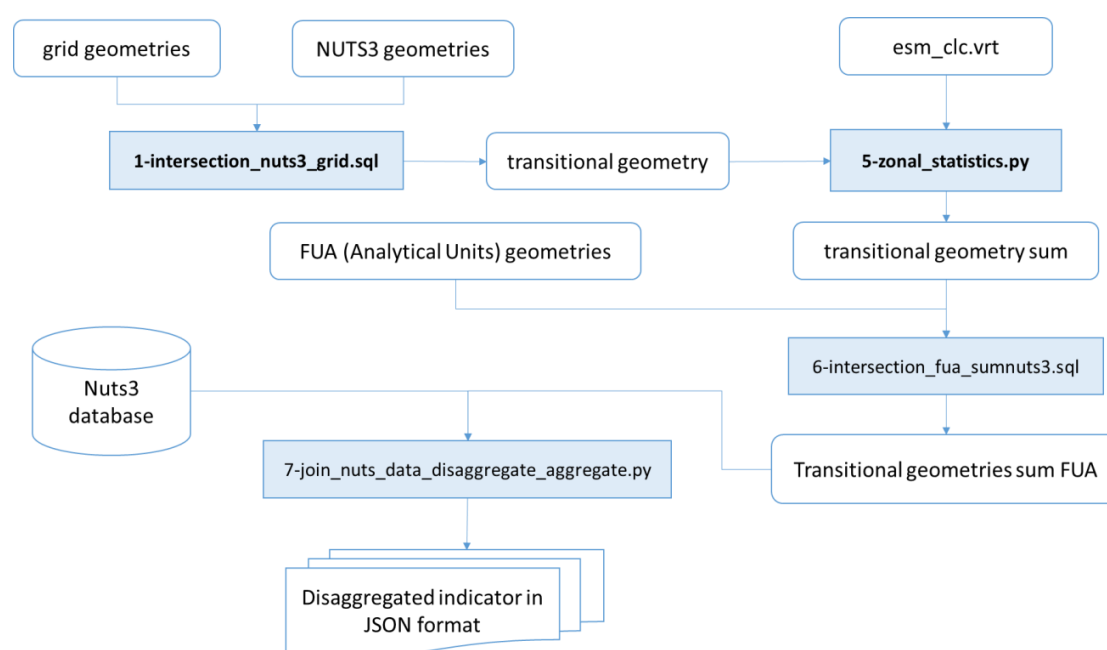 grid geometries
NUTS3 geometries
esm_clc.vrt
1-intersection_nuts3_grid.sql
transitional geometry
5-zonal_statistics.py
FUA (Analytical Units) geometries
transitional geometry sum
Nuts3
database
6-intersection_fua_sumnuts3.sql
7-join_nuts_data_disaggregate_aggregate.py
Transitional geometries sum FUA
Disaggregated indicator in
JSON format